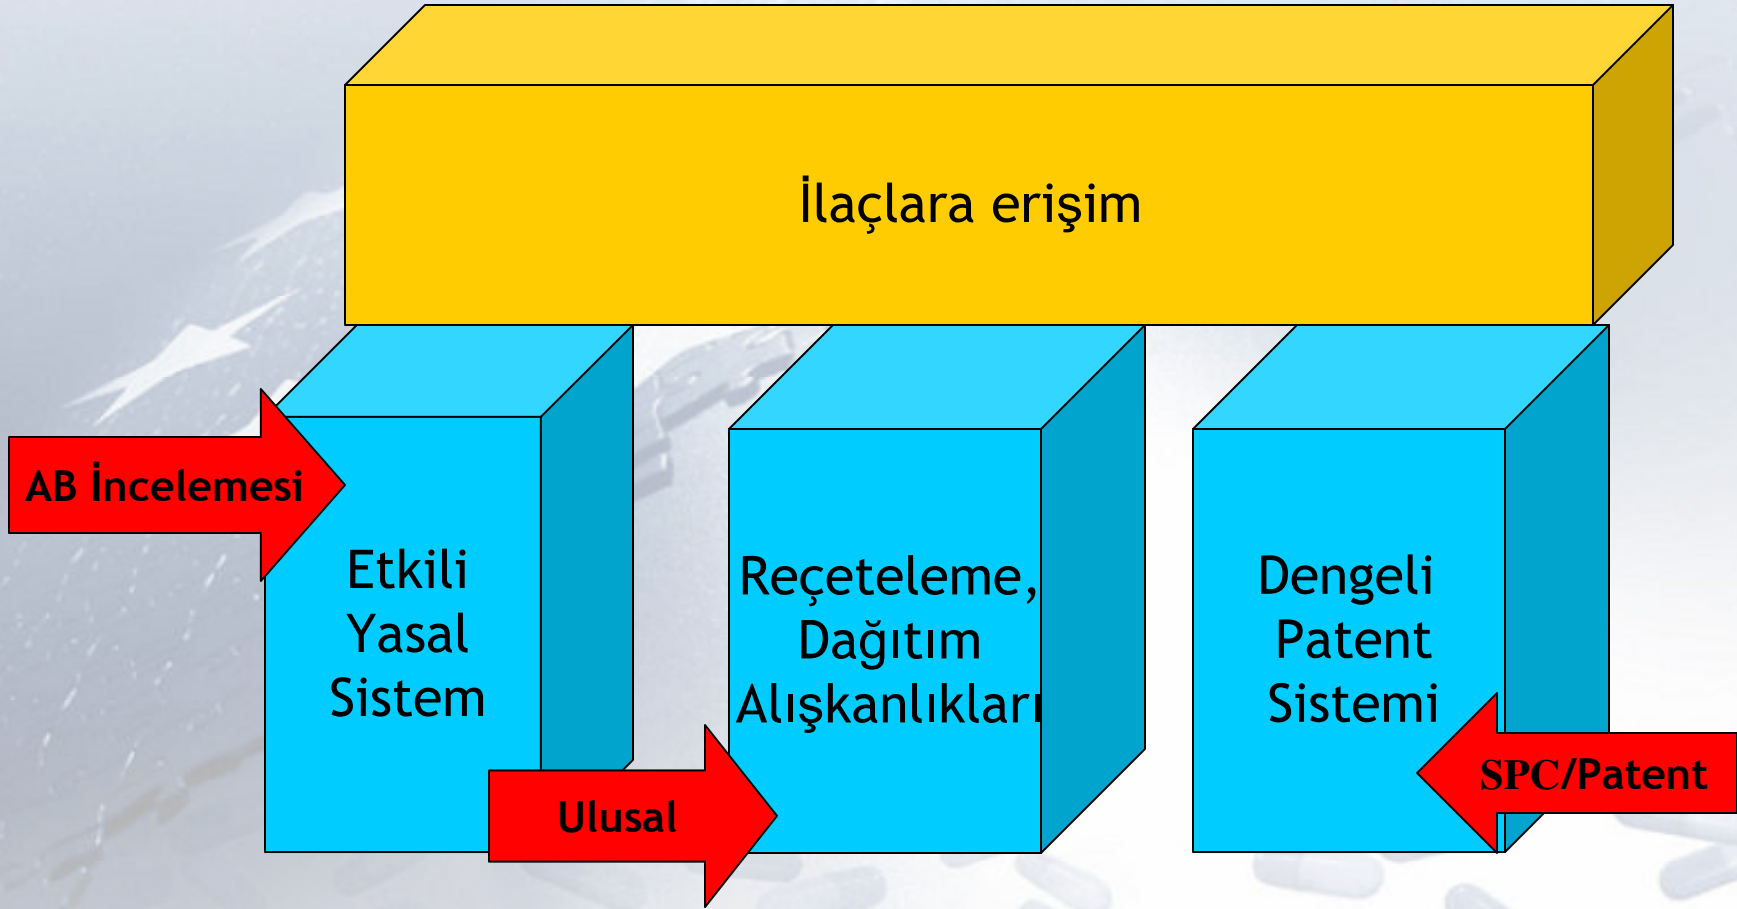 İlaçlara erişim
AB İncelemesi
Etkili
Yasal
Sistem
Reçeteleme,
Dağıtım
Alışkanlıkları
Dengeli
Patent
Sistemi
Ulusal
SPC/Patent